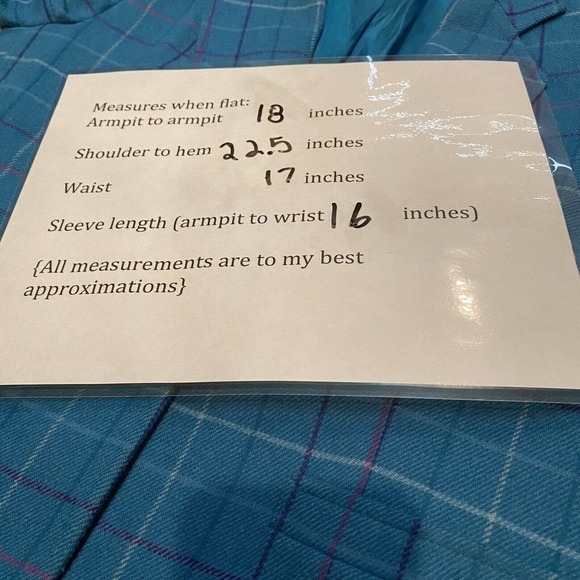 Measures when flat:
Armpit to armpit 18 inches
Shoulder to hem 22.5 inches
Waist 17 inches
Sleeve length (armpit to wrist 16 inches)
{All measurements are to my best
approximations}